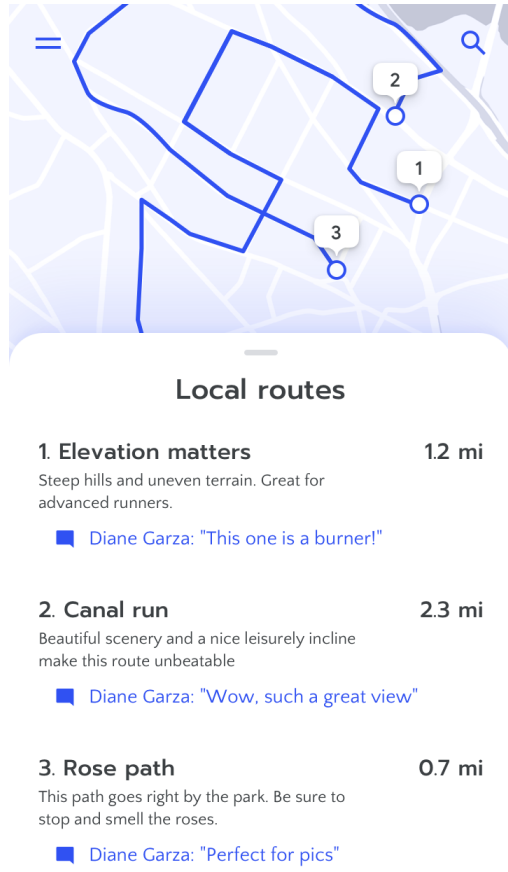 2
1
3
Local routes
1. Elevation matters
1.2 mi
Steep hills and uneven terrain. Great for
advanced runners.
Diane Garza: "This one is a burner!"
2. Canal run
2.3 mi
Beautiful scenery and a nice leisurely incline
make this route unbeatable
Diane Garza: "Wow, such a great view"
3. Rose path
0.7 mi
This path goes right by the park. Be sure to
stop and smell the roses.
Diane Garza: "Perfect for pics"